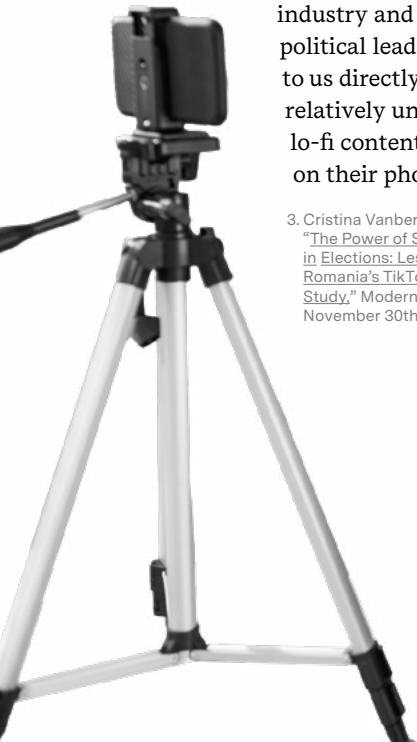 industry and
political lead
to us directly
relatively un
lo-fi content
on their pho
3. Cristina Vanber
“The Power of S
in Elections: Les
Romania’s TikTo
Study,” Modern
November 30th